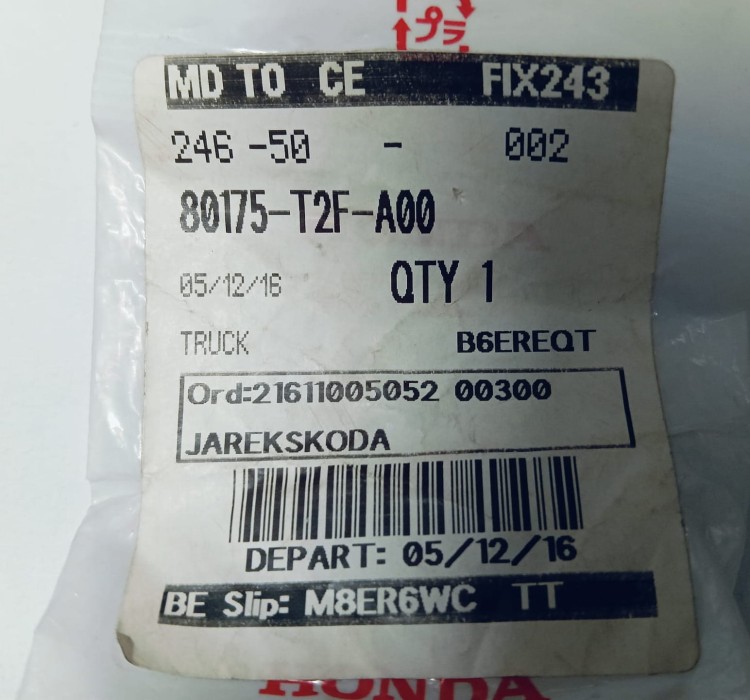 プラ
MD TO CE FIX243
246 -50 - 002
80175-T2F-A00
05/12/16 QTY 1
TRUCK B6EREQT
Ord:21611005052 00300
JAREKSKODA
DEPART: 05/12/16
BE Slip: M8ER6WC TT
HONDA